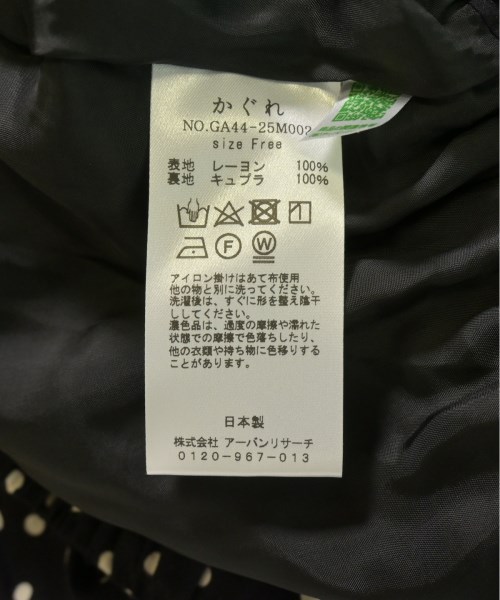 かぐれ
NO.GA44-25M002
size Free
表地 レーヨン 100%
裏地 キュプラ 100%
F W
アイロン掛けはあて布使用
他の物と別に洗ってください。
洗濯後は、すぐに形を整え陰干
ししてください。
濃色品は、過度の摩擦や濡れた
状態での摩擦で色落ちしたり、
他の衣類や持ち物に色移りする
ことがあります。
日本製
株式会社 アーバンリサーチ
0120-967-013